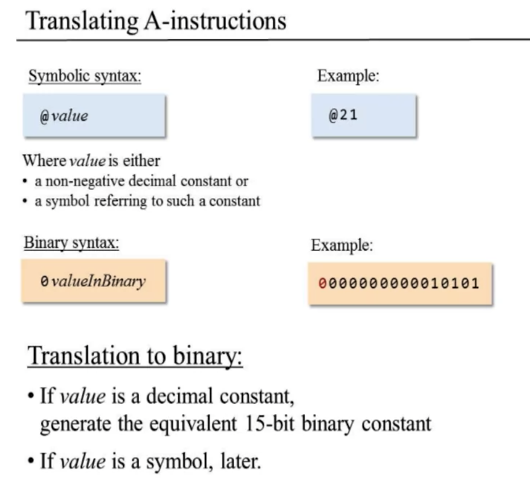 Translating A-instructions
Symbolic syntax:
Example:
@value
@21
Where value is either
• a non-negative decimal constant or
• a symbol referring to such a constant
Binary syntax:
Example:
0 valueInBinary
0000000000010101
Translation to binary:
• If value is a decimal constant,
generate the equivalent 15-bit binary constant
• If value is a symbol, later.